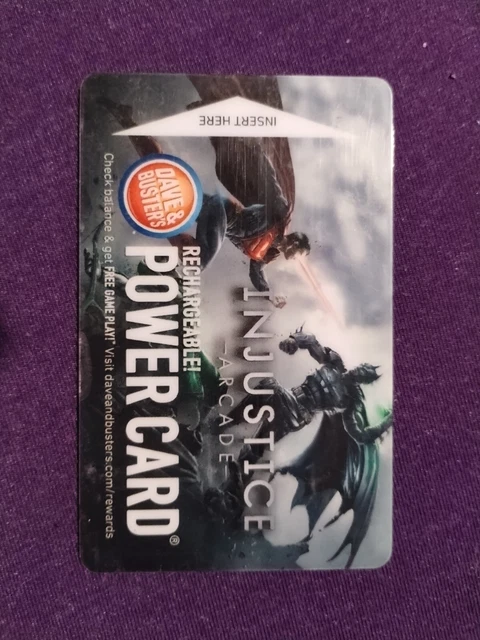 INSERT HERE
INJUSTICE
ARCADE
DAVE &
BUSTER'S
RECHARGEABLE!
POWER CARD®
Check balance & get FREE GAME PLAY!* Visit daveandbusters.com/rewards